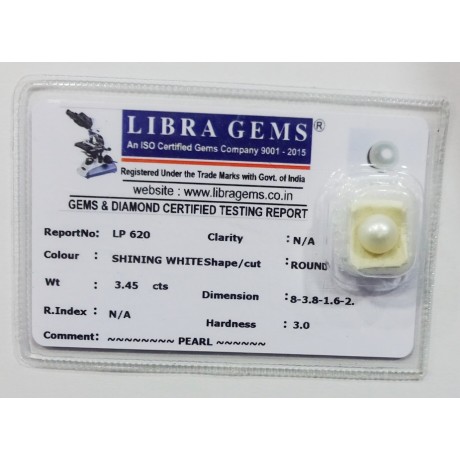 LIBRA GEMS®
An ISO Certified Gems Company 9001 - 2015
Registered Under the Trade Marks with Govt. of India
website : www.libragems.co.in
GEMS & DIAMOND CERTIFIED TESTING REPORT
ReportNo: LP 620 Clarity : N/A
Colour : SHINING WHITE Shape/cut : ROUND
Wt : 3.45 cts Dimension : 8-3.8-1.6-2.
R.Index : N/A Hardness : 3.0
Comment: ~~~~~~~~ PEARL ~~~~~~